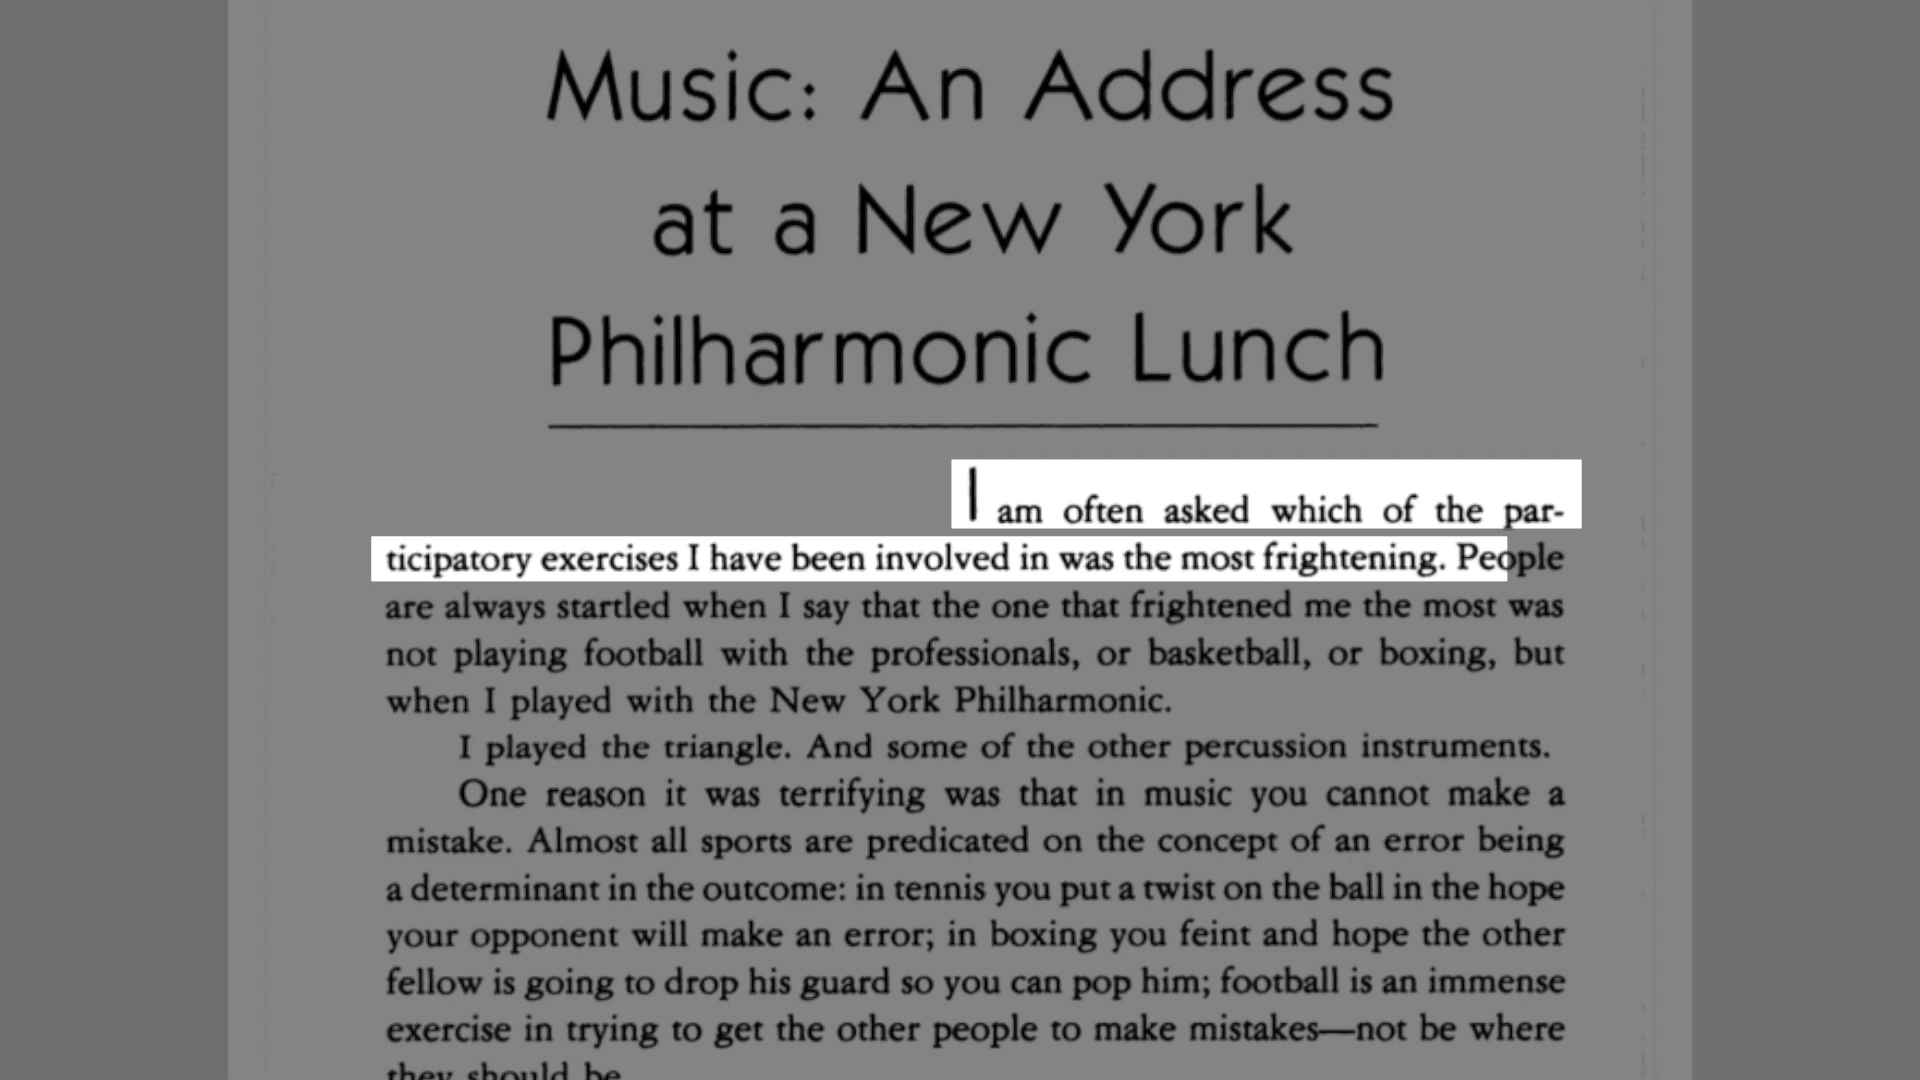 Music: An Address
at a New York
Philharmonic Lunch
I am often asked which of the par-
ticipatory exercises I have been involved in was the most frightening. People
are always startled when I say that the one that frightened me the most was
not playing football with the professionals, or basketball, or boxing, but
when I played with the New York Philharmonic.
I played the triangle. And some of the other percussion instruments.
One reason it was terrifying was that in music you cannot make a
mistake. Almost all sports are predicated on the concept of an error being
a determinant in the outcome: in tennis you put a twist on the ball in the hope
your opponent will make an error; in boxing you feint and hope the other
fellow is going to drop his guard so you can pop him; football is an immense
exercise in trying to get the other people to make mistakes—not be where
they should be